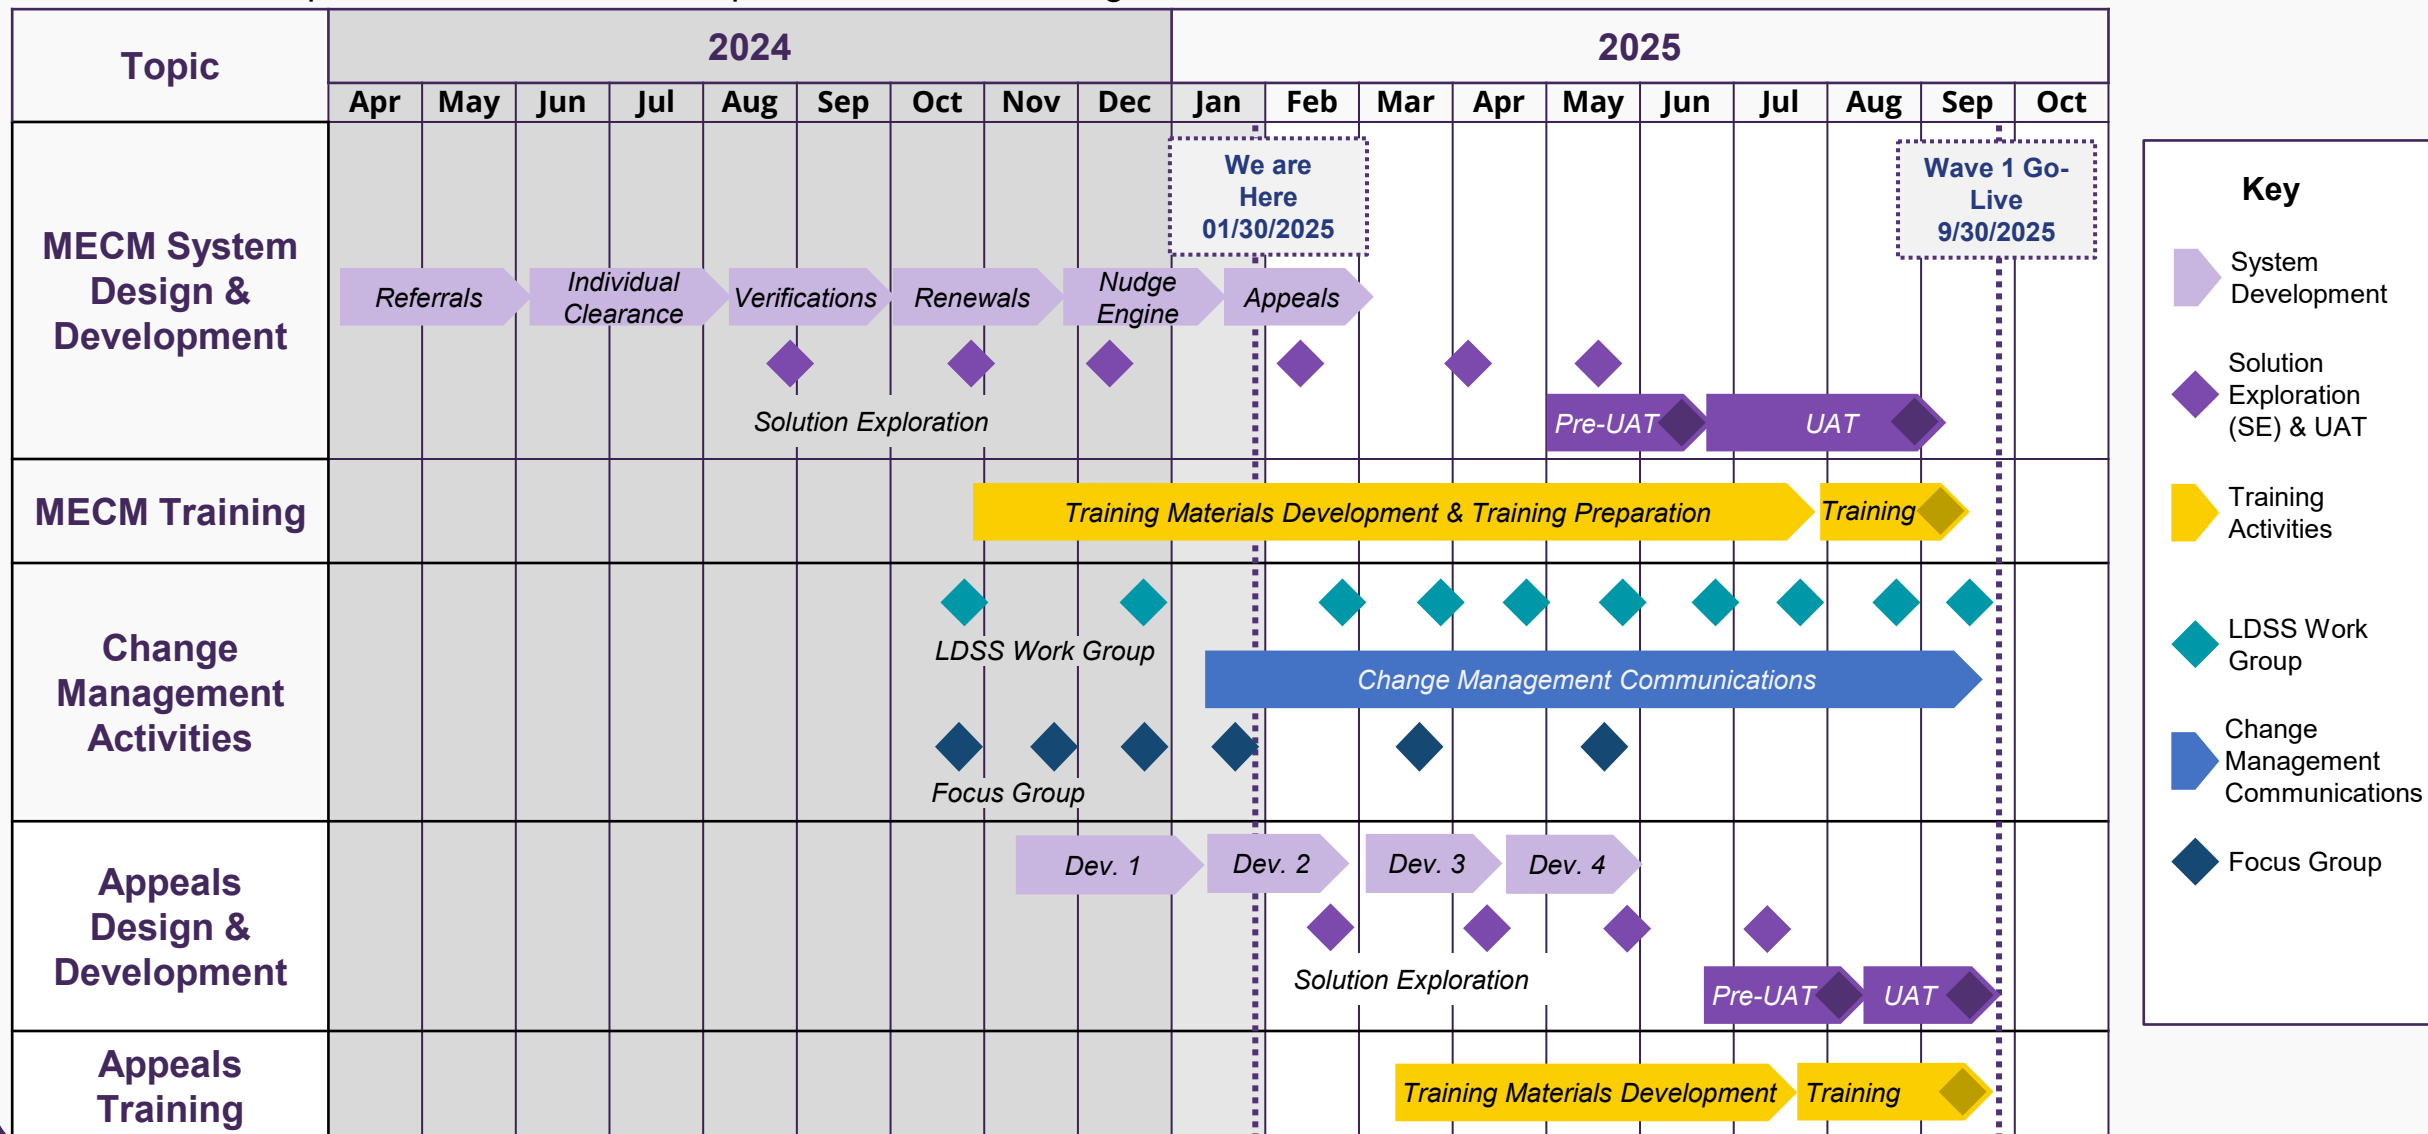 Topic
2024
2025
Apr May Jun Jul Aug Sep Oct Nov Dec Jan Feb Mar Apr May Jun Jul Aug Sep Oct
MECM System
Design &
Development
We are
Here
01/30/2025
Wave 1 Go-
Live
9/30/2025
Referrals
Individual
Clearance
Verifications
Renewals
Nudge
Engine
Appeals
Solution Exploration
Pre-UAT
UAT
MECM Training
Training Materials Development & Training Preparation
Training
Change
Management
Activities
LDSS Work Group
Change Management Communications
Focus Group
Appeals
Design &
Development
Dev. 1
Dev. 2
Dev. 3
Dev. 4
Solution Exploration
Pre-UAT
UAT
Appeals
Training
Training Materials Development
Training
Key
System
Development
Solution
Exploration
(SE) & UAT
Training
Activities
LDSS Work
Group
Change
Management
Communications
Focus Group